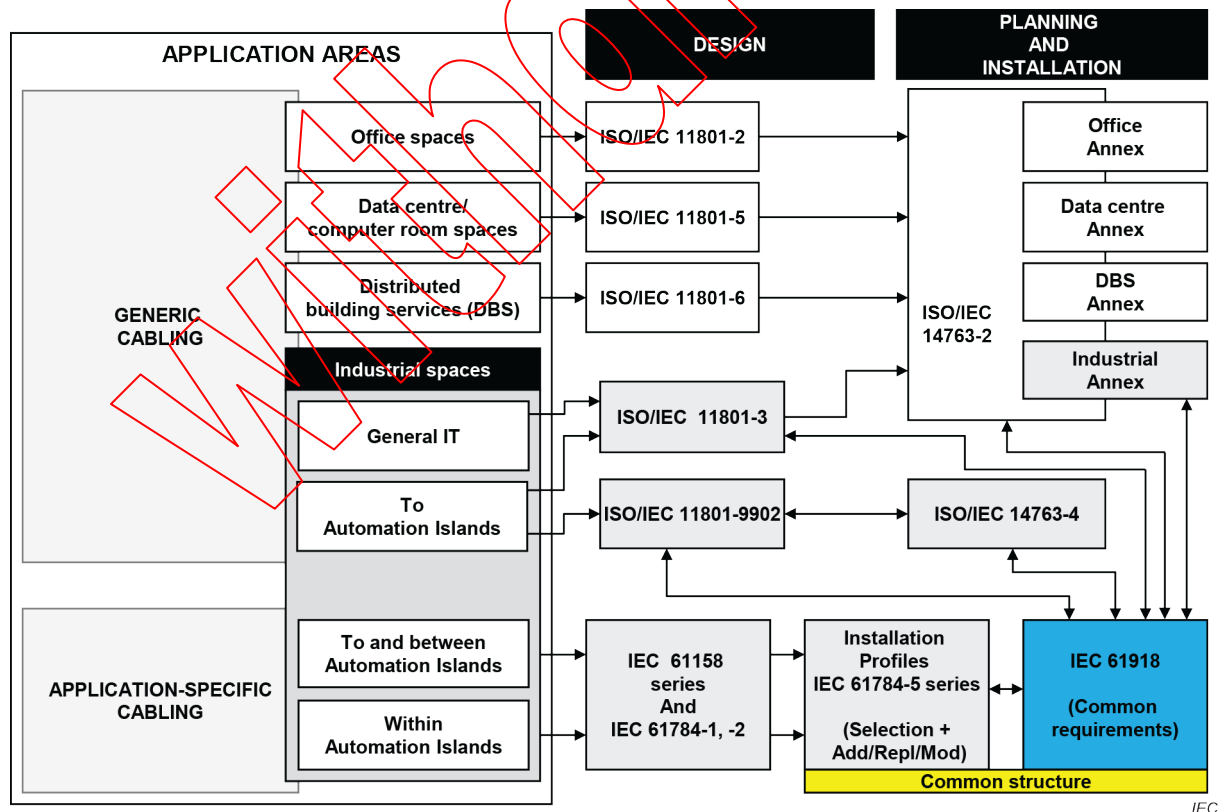 APPLICATION AREAS
DESIGN
PLANNING
AND
INSTALLATION
GENERIC
CABLING
Office spaces
ISO/IEC 11801-2
Office
Annex
Data centre/
computer room spaces
ISO/IEC 11801-5
Data centre
Annex
Distributed
building services (DBS)
ISO/IEC 11801-6
DBS
Annex
ISO/IEC
14763-2
Industrial spaces
Industrial
Annex
General IT
ISO/IEC 11801-3
To
Automation Islands
ISO/IEC 11801-9902
ISO/IEC 14763-4
APPLICATION-SPECIFIC
CABLING
To and between
Automation Islands
Within
Automation Islands
IEC 61158
series
And
IEC 61784-1, -2
Installation
Profiles
IEC 61784-5 series
(Selection +
Add/Repl/Mod)
IEC 61918
(Common
requirements)
Common structure
IEC